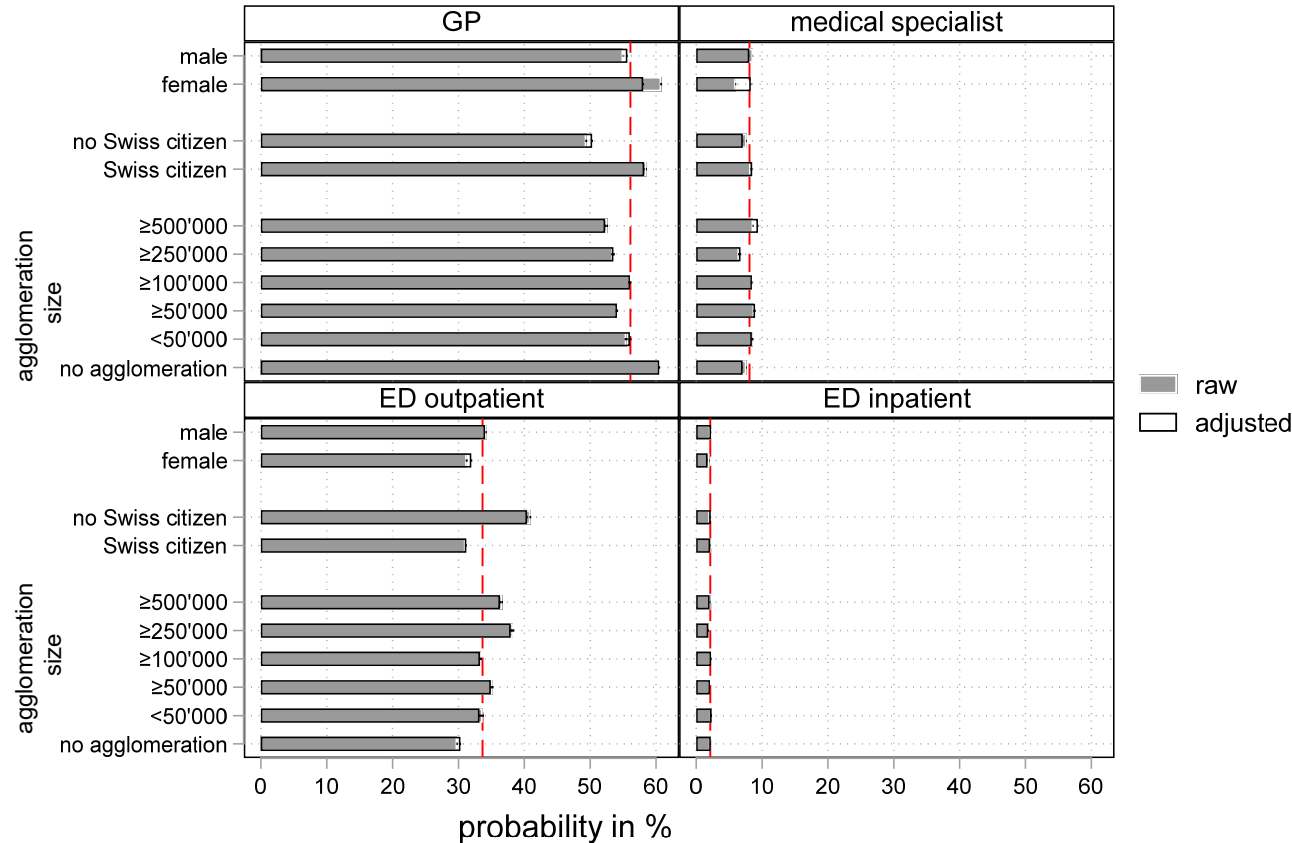 GP
medical specialist
male
female
no Swiss citizen
Swiss citizen
agglomeration
size
≥500'000
≥250'000
≥100'000
≥50'000
<50'000
no agglomeration
ED outpatient
ED inpatient
male
female
no Swiss citizen
Swiss citizen
agglomeration
size
≥500'000
≥250'000
≥100'000
≥50'000
<50'000
no agglomeration
0 10 20 30 40 50 60 0 10 20 30 40 50 60
probability in %
raw
adjusted